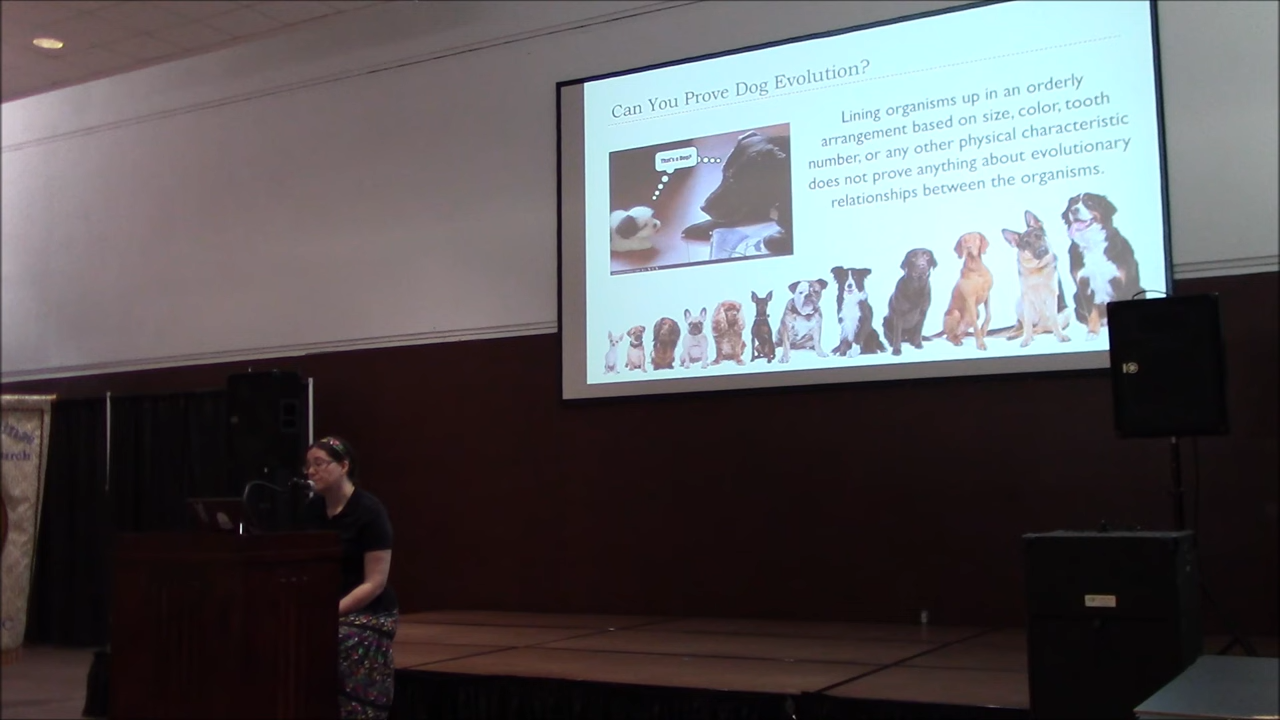 Can You Prove Dog Evolution?
That's a Dog?
Lining organisms up in an orderly
arrangement based on size, color, tooth
number, or any other physical characteristic
does not prove anything about evolutionary
relationships between the organisms.